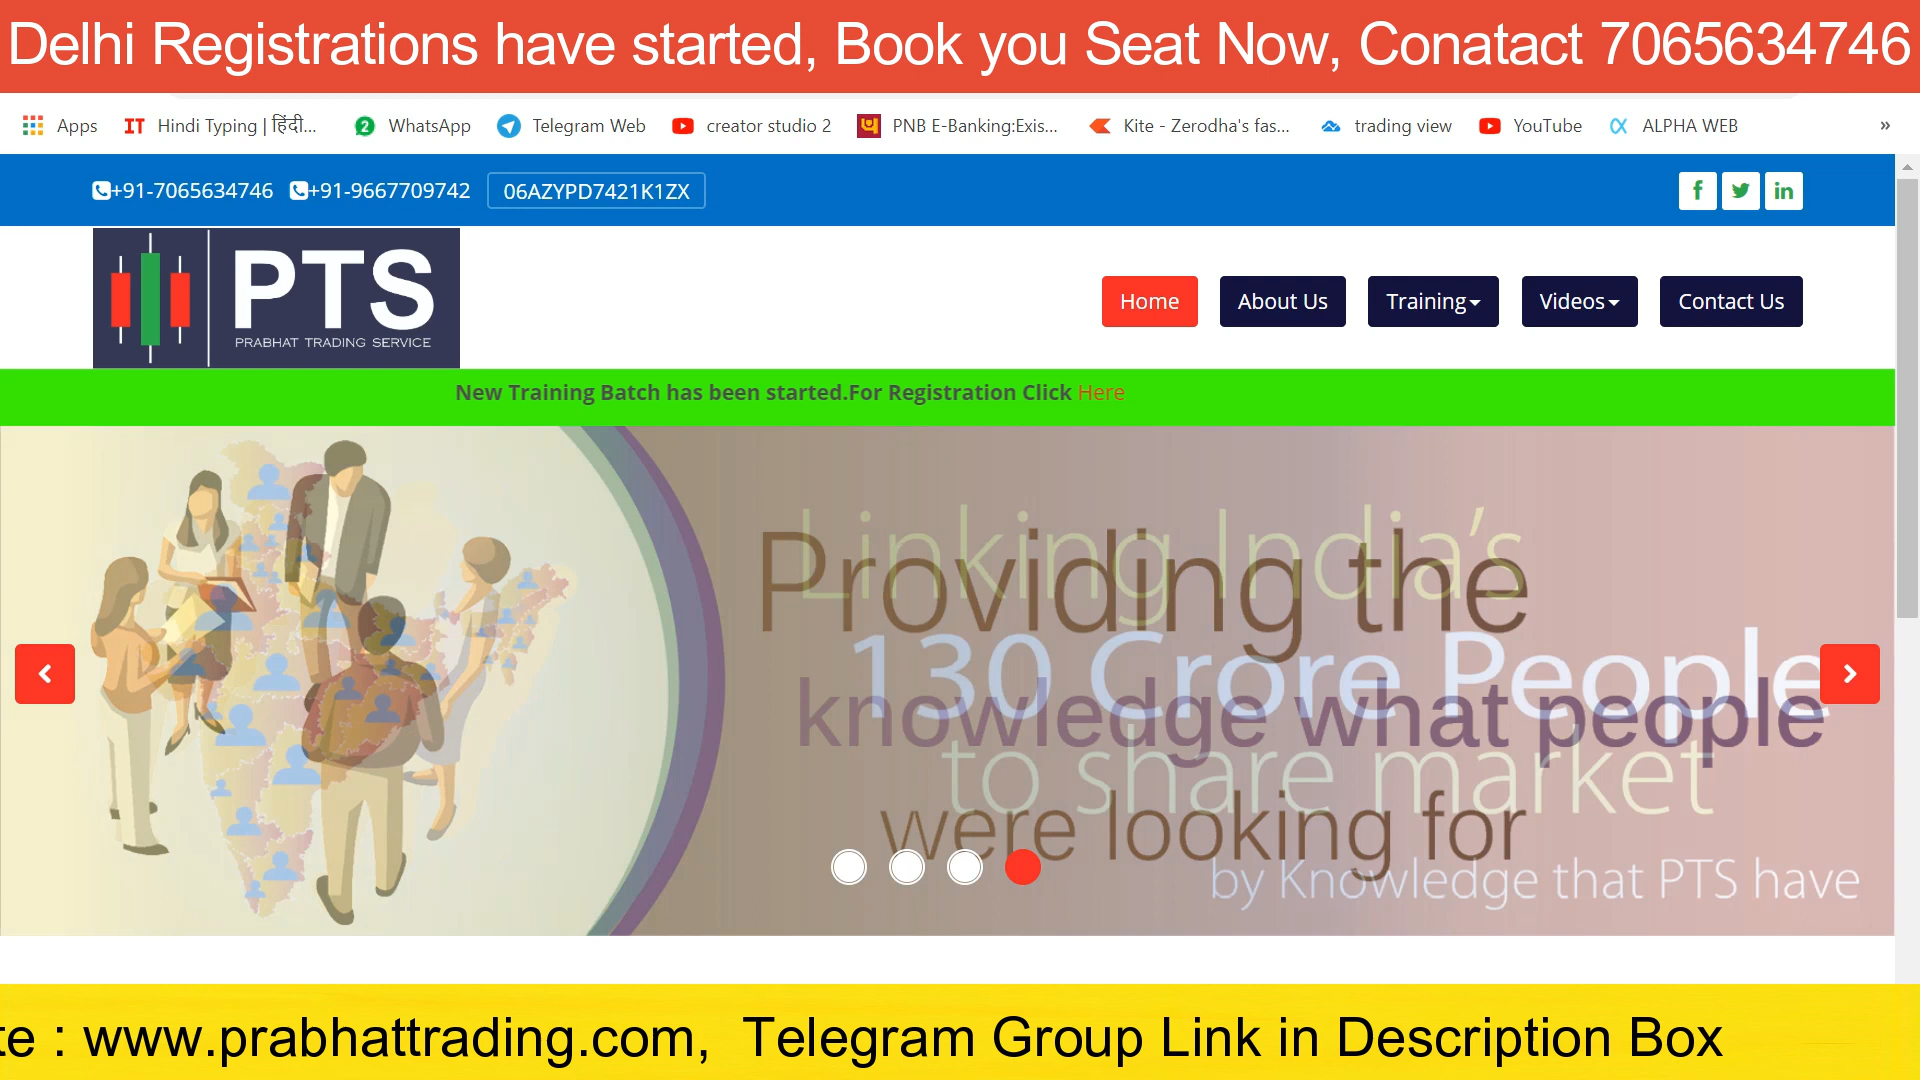 Delhi Registrations have started, Book you Seat Now, Conatact 7065634746
Apps IT Hindi Typing | हिंदी... 2 WhatsApp Telegram Web creator studio 2 PNB E-Banking:Exis... Kite - Zerodha's fas... trading view YouTube ALPHA WEB »
+91-7065634746 +91-9667709742 06AZYPD7421K1ZX
PTS
PRABHAT TRADING SERVICE
Home About Us Training Videos Contact Us
New Training Batch has been started.For Registration Click Here
Linking India's
Providing the
130 Crore People
knowledge what people
to share market
were looking for
by Knowledge that PTS have
te : www.prabhattrading.com, Telegram Group Link in Description Box